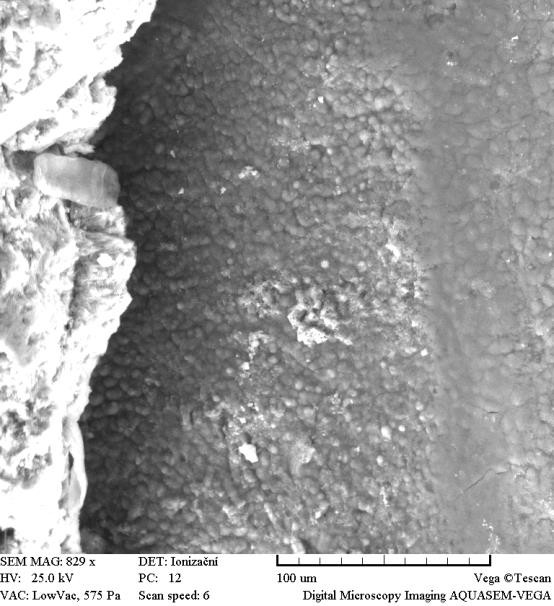 SEM MAG: 829 x DET: Ionizační
HV: 25.0 kV PC: 12 100 um Vega ©Tescan
VAC: LowVac, 575 Pa Scan speed: 6 Digital Microscopy Imaging AQUASEM-VEGA